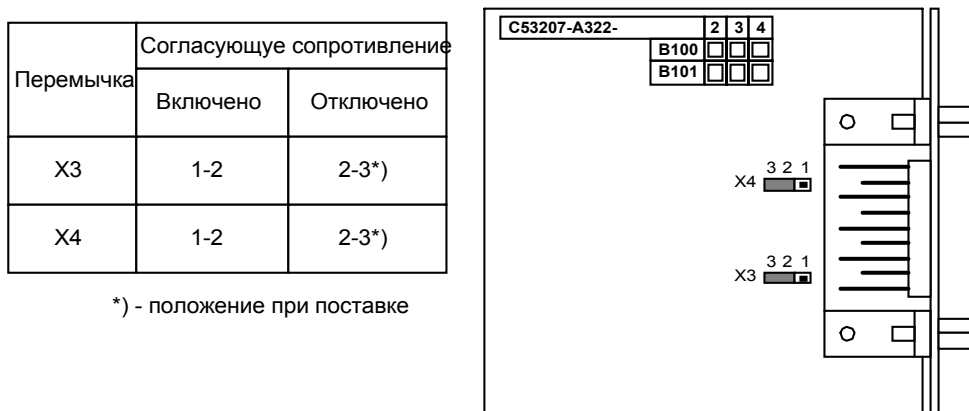 Перемычка
Согласующуе сопротивление
Включено
Отключено
X3
1-2
2-3*)
X4
1-2
2-3*)
*) - положение при поставке
C53207-A322-
2 3 4
B100
B101
3 2 1
X4
3 2 1
X3